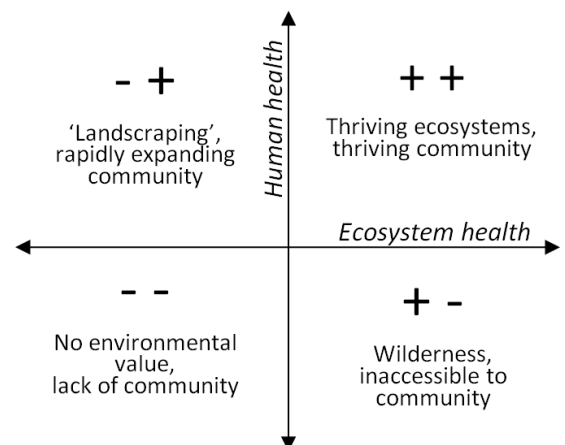 - +
‘Landscraping’,
rapidly expanding
community
Human health
+ +
Thriving ecosystems,
thriving community
Ecosystem health
- -
No environmental
value,
lack of community
+ -
Wilderness,
inaccessible to
community